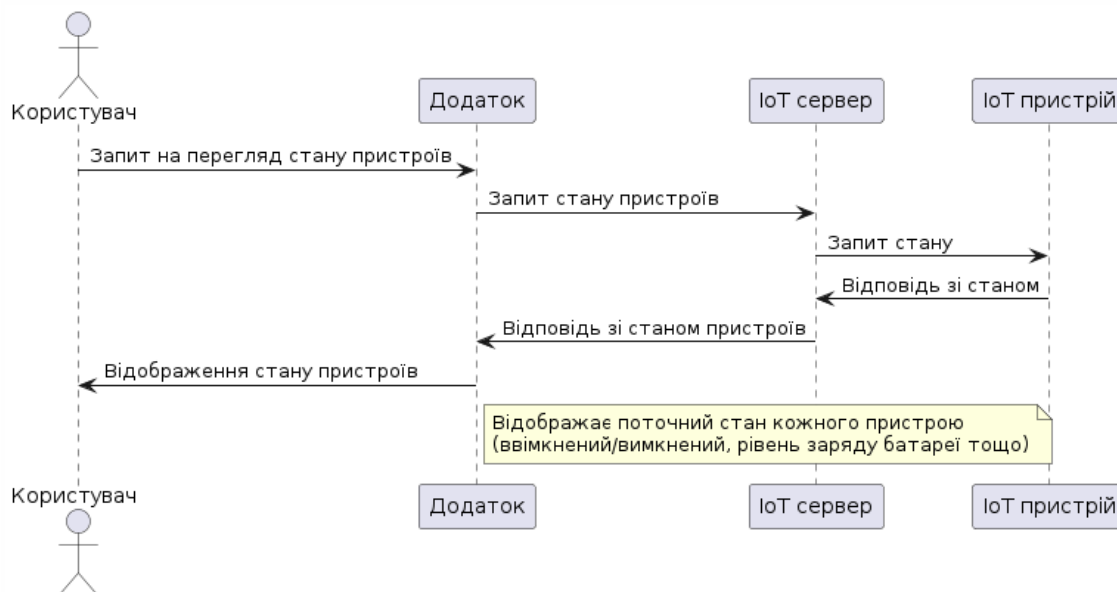 Користувач
Додаток
IoT сервер
IoT пристрій
Запит на перегляд стану пристроїв
Запит стану пристроїв
Запит стану
Відповідь зі станом
Відповідь зі станом пристроїв
Відображення стану пристроїв
Відображає поточний стан кожного пристрою
(ввімкнений/вимкнений, рівень заряду батареї тощо)
Користувач
Додаток
IoT сервер
IoT пристрій